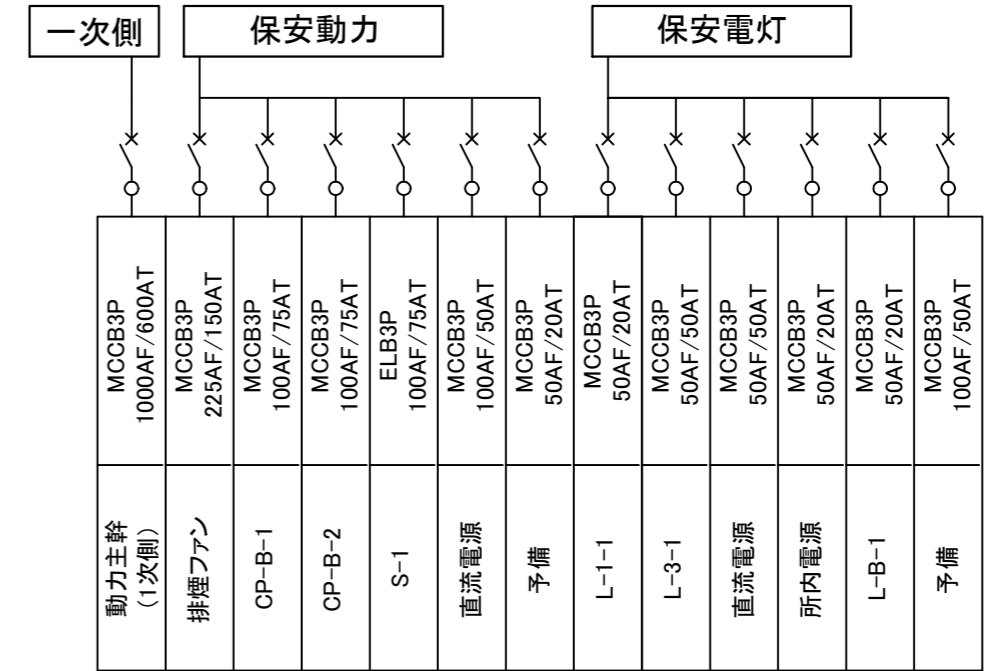 一次側
保安動力
保安電灯
MCCB3P
1000AF/600AT
MCCB3P
225AF/150AT
MCCB3P
100AF/75AT
MCCB3P
100AF/75AT
ELB3P
100AF/75AT
MCCB3P
100AF/50AT
MCCB3P
50AF/20AT
MCCB3P
50AF/20AT
MCCB3P
50AF/50AT
MCCB3P
50AF/50AT
MCCB3P
50AF/20AT
MCCB3P
50AF/20AT
MCCB3P
100AF/50AT
動力主幹
(1次側)
排煙ファン
CP-B-1
CP-B-2
S-1
直流電源
予備
L-1-1
L-3-1
直流電源
所内電源
L-B-1
予備